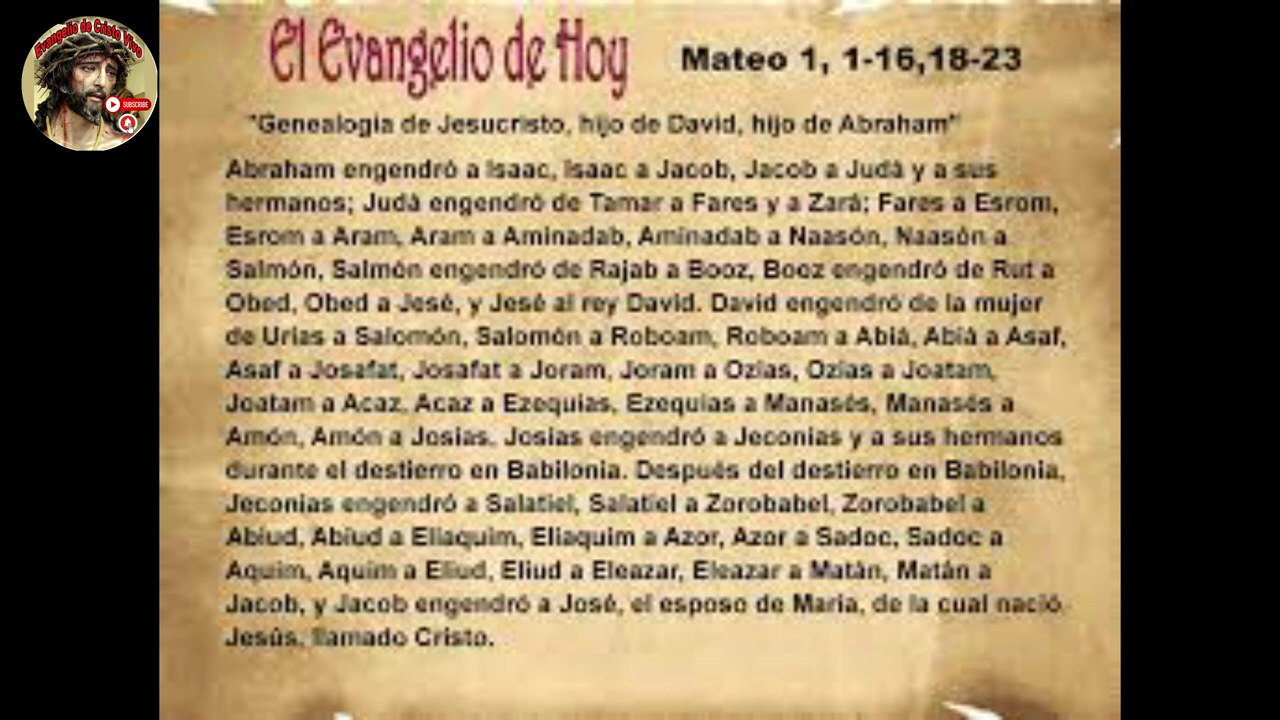 Evangelio de Cristo Vivo
SUBSCRIBE
El Evangelio de Hoy
Mateo 1, 1-16,18-23
"Genealogía de Jesucristo, hijo de David, hijo de Abraham"
Abraham engendró a Isaac, Isaac a Jacob, Jacob a Judá y a sus
hermanos; Judá engendró de Tamar a Fares y a Zará; Fares a Esrom,
Esrom a Aram, Aram a Aminadab, Aminadab a Naasón, Naasón a
Salmón, Salmón engendró de Rajab a Booz, Booz engendró de Rut a
Obed, Obed a Jesé, y Jesé al rey David. David engendró de la mujer
de Urías a Salomón, Salomón a Roboam, Roboam a Abiá, Abiá a Asaf,
Asaf a Josafat, Josafat a Joram, Joram a Ozías, Ozías a Joatam,
Joatam a Acaz, Acaz a Ezequías, Ezequías a Manasés, Manasés a
Amón, Amón a Josías. Josías engendró a Jeconías y a sus hermanos
durante el destierro en Babilonia. Después del destierro en Babilonia,
Jeconías engendró a Salatiel, Salatiel a Zorobabel, Zorobabel a
Abiud, Abiud a Eliaquim, Eliaquim a Azor, Azor a Sadoc, Sadoc a
Aquim, Aquim a Eliud, Eliud a Eleazar, Eleazar a Matán, Matán a
Jacob, y Jacob engendró a José, el esposo de María, de la cual nació
Jesús, llamado Cristo.